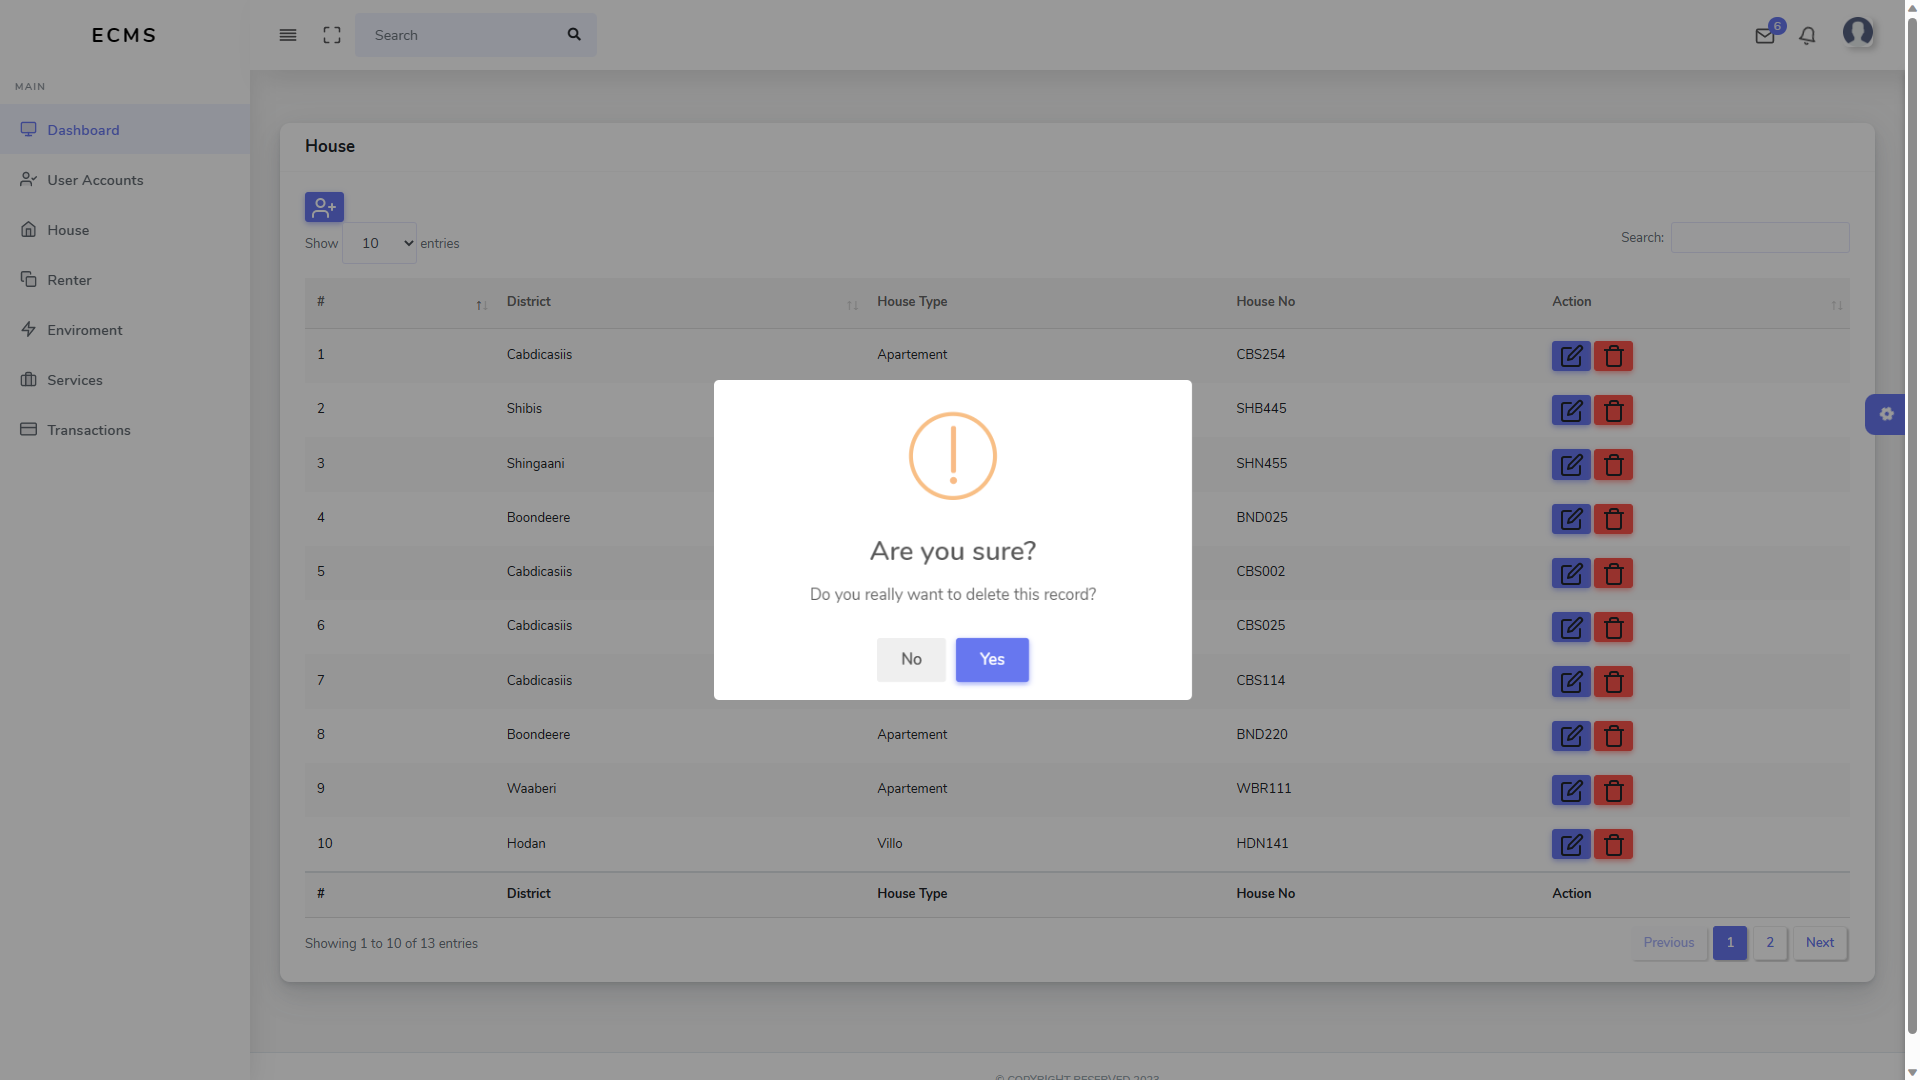 ECMS
Search
6
MAIN
Dashboard
User Accounts
House
Renter
Enviroment
Services
Transactions
House
Show 10 entries
Search:
# District House Type House No Action
1 Cabdicasiis Apartement CBS254
2 Shibis SHB445
3 Shingaani SHN455
4 Boondeere BND025
5 Cabdicasiis CBS002
6 Cabdicasiis CBS025
7 Cabdicasiis CBS114
8 Boondeere Apartement BND220
9 Waaberi Apartement WBR111
10 Hodan Villo HDN141
# District House Type House No Action
Showing 1 to 10 of 13 entries
Previous 1 2 Next
Are you sure?
Do you really want to delete this record?
No Yes
© COPYRIGHT RESERVED 2023